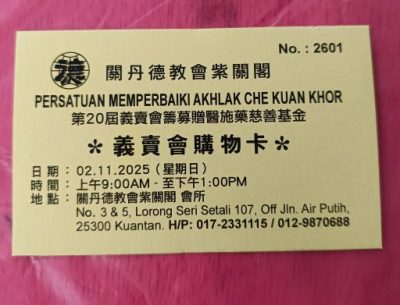 德
No. : 2601
關丹德教會紫關閣
PERSATUAN MEMPERBAIKI AKHLAK CHE KUAN KHOR
第20届義賣會籌募贈醫施藥慈善基金
＊義賣會購物卡＊
日期：02.11.2025（星期日）
時間：上午9:00AM - 至下午1:00PM
地點：關丹德教會紫關閣 會所
No. 3 & 5, Lorong Seri Setali 107, Off Jln. Air Putih,
25300 Kuantan. H/P: 017-2331115 / 012-9870688